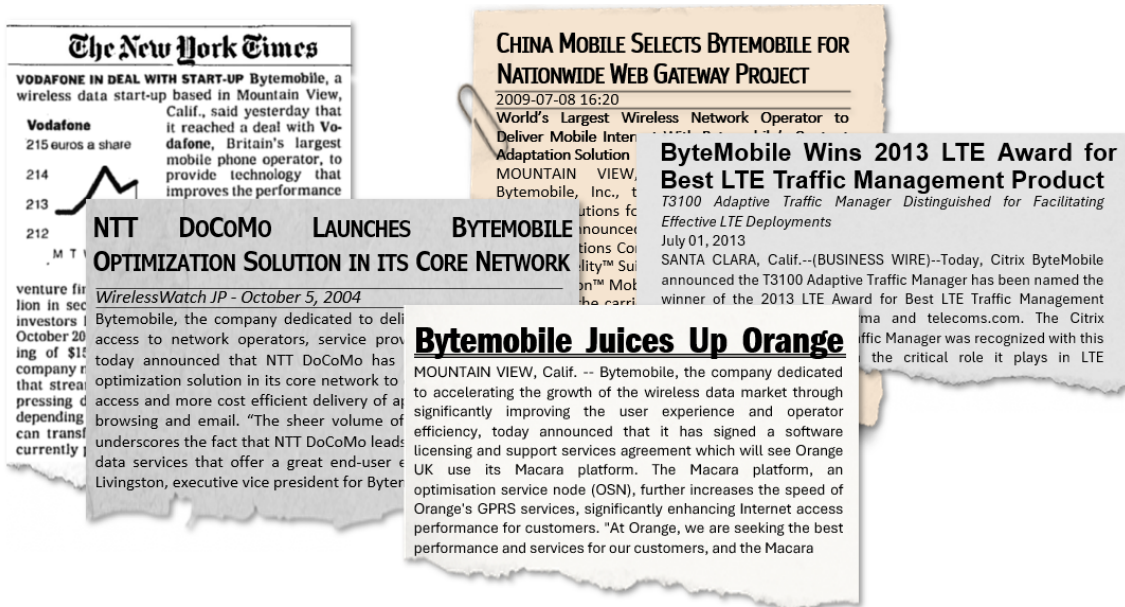 The New York Times
VODAFONE IN DEAL WITH START-UP Bytemobile, a
wireless data start-up based in Mountain View,
Calif., said yesterday that
it reached a deal with Vo-
dafone, Britain's largest
mobile phone operator, to
provide technology that
improves the performance
Vodafone
215 euros a share
214
213
212
M T
venture
lion in
investors
October 20
ing of
company
that
pressing
depending
can
currently
CHINA MOBILE SELECTS BYTEMOBILE FOR
NATIONWIDE WEB GATEWAY PROJECT
2009-07-08 16:20
World's Largest Wireless Network Operator to
Deliver Mobile
Adaptation Solution
MOUNTAIN VIEW,
Bytemobile, Inc.,
ByteMobile Wins 2013 LTE Award for
Best LTE Traffic Management Product
T3100 Adaptive Traffic Manager Distinguished for Facilitating
Effective LTE Deployments
July 01, 2013
SANTA CLARA, Calif.--(BUSINESS WIRE)--Today, Citrix ByteMobile
announced the T3100 Adaptive Traffic Manager has been named the
winner of the 2013 LTE Award for Best LTE Traffic Management
and telecoms.com. The Citrix
Manager was recognized with this
the critical role it plays in LTE
NTT DOCOMO LAUNCHES BYTEMOBILE
OPTIMIZATION SOLUTION IN ITS CORE NETWORK
WirelessWatch JP - October 5, 2004
Bytemobile, the company dedicated to
access to network operators, service
today announced that NTT DoCoMo has
optimization solution in its core network to
access and more cost efficient delivery of
browsing and email. “The sheer volume of
underscores the fact that NTT DoCoMo leads
data services that offer a great end-user
Livingston, executive vice president for
Bytemobile Juices Up Orange
MOUNTAIN VIEW, Calif. -- Bytemobile, the company dedicated
to accelerating the growth of the wireless data market through
significantly improving the user experience and operator
efficiency, today announced that it has signed a software
licensing and support services agreement which will see Orange
UK use its Macara platform. The Macara platform, an
optimisation service node (OSN), further increases the speed of
Orange's GPRS services, significantly enhancing Internet access
performance for customers. "At Orange, we are seeking the best
performance and services for our customers, and the Macara